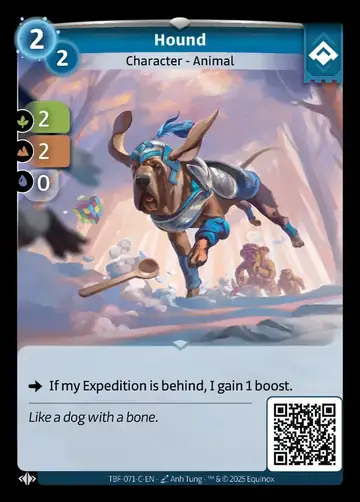 2
Hound
2
Character - Animal
2
2
0
If my Expedition is behind, I gain 1 boost.
Like a dog with a bone.
TBF-071-C-EN - Anh Tung - ™ & © 2025 Equinox